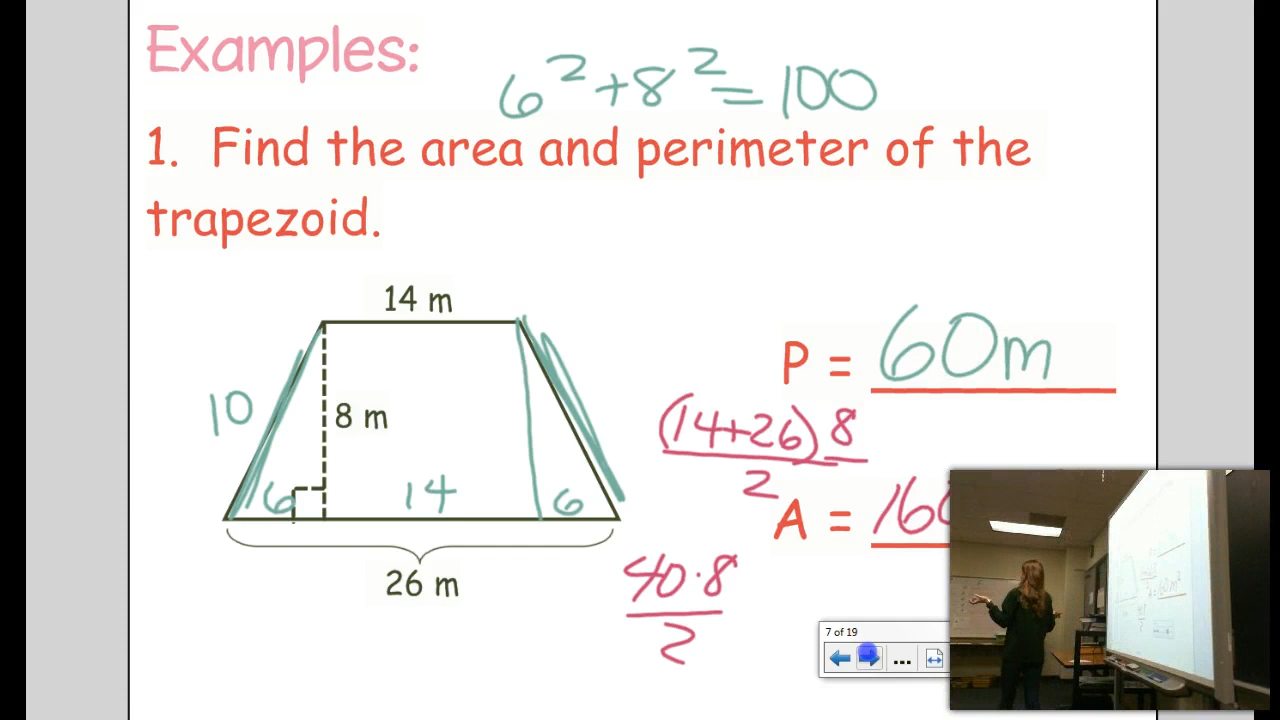 Examples:
6² + 8² = 100
1. Find the area and perimeter of the
trapezoid.
14 m
P = 60m
10
8 m
(14+26) 8
2
6
14
6
A = 160
26 m
40·8
2
7 of 19
...